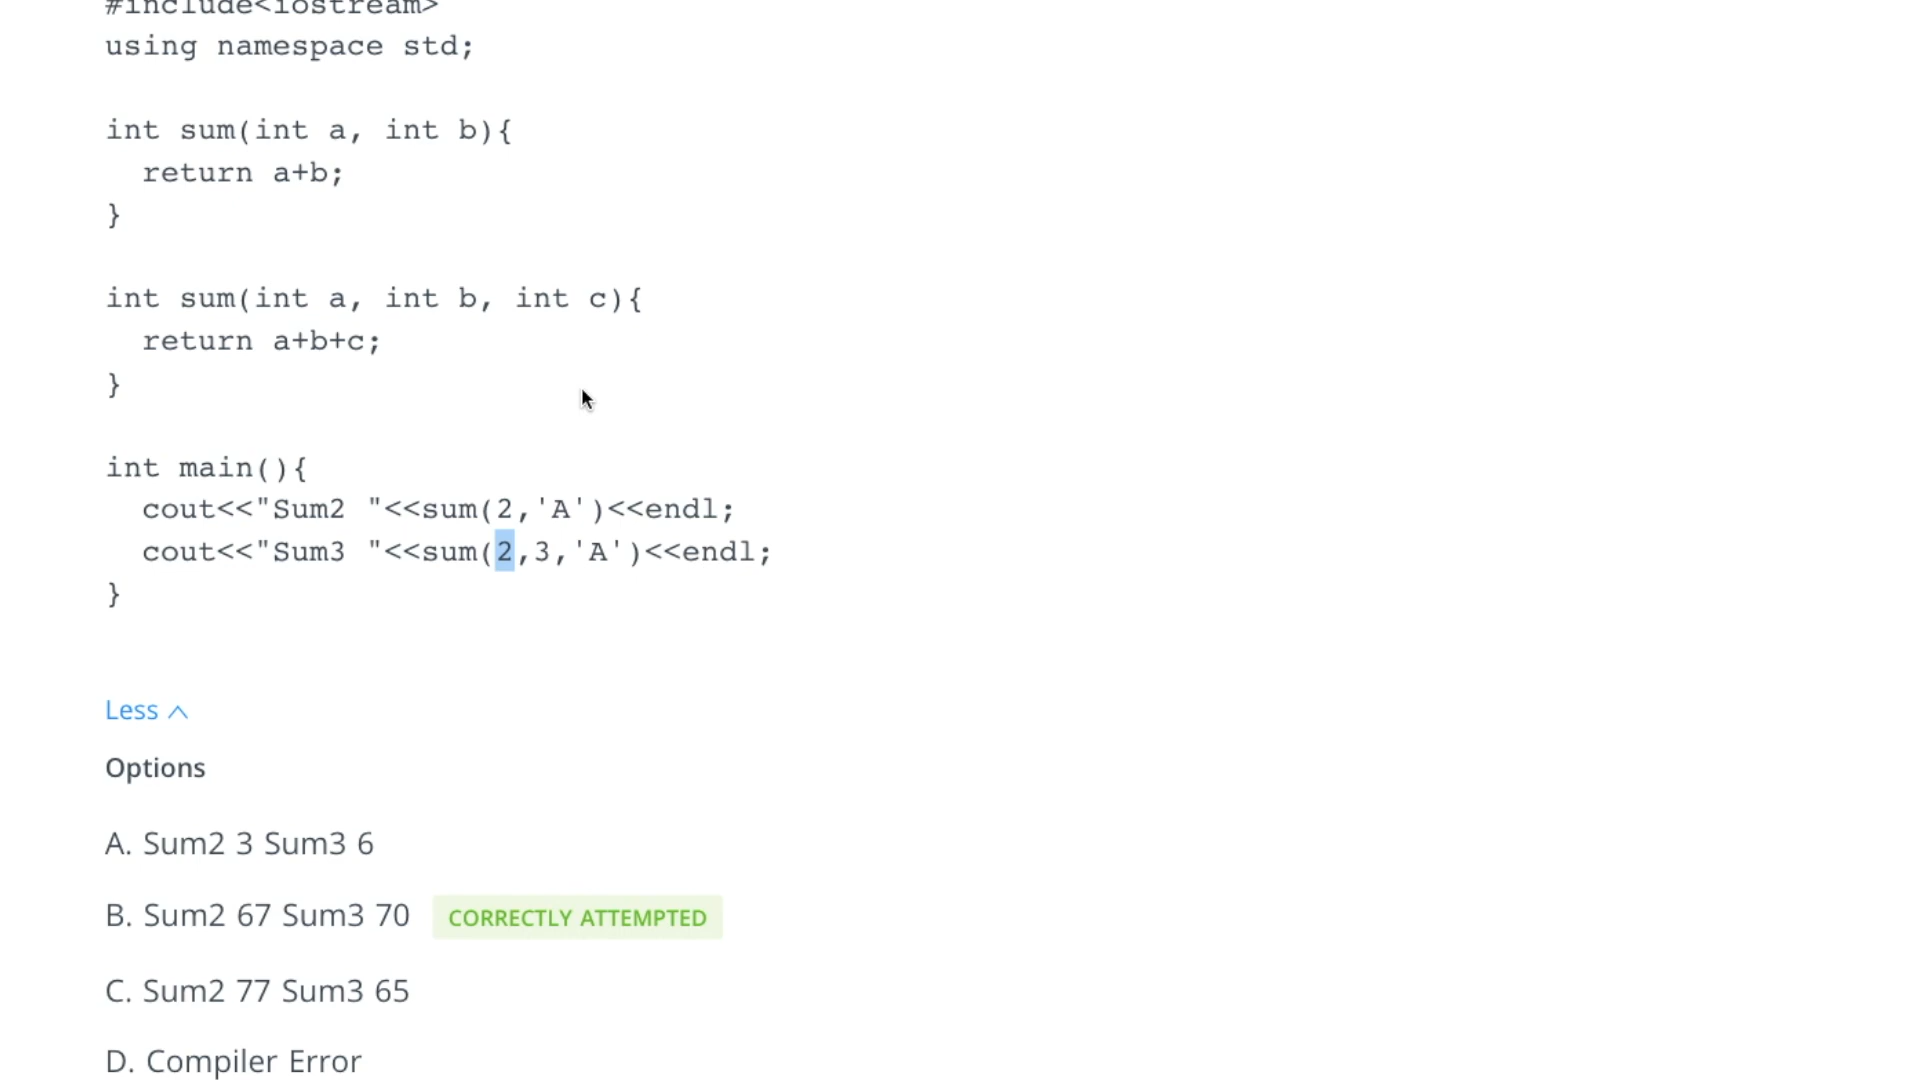 #include<iostream>
using namespace std;
int sum(int a, int b){
  return a+b;
}
int sum(int a, int b, int c){
  return a+b+c;
}
int main(){
  cout<<"Sum2 "<<sum(2,'A')<<endl;
  cout<<"Sum3 "<<sum(2,3,'A')<<endl;
}
Less
Options
A. Sum2 3 Sum3 6
B. Sum2 67 Sum3 70 CORRECTLY ATTEMPTED
C. Sum2 77 Sum3 65
D. Compiler Error